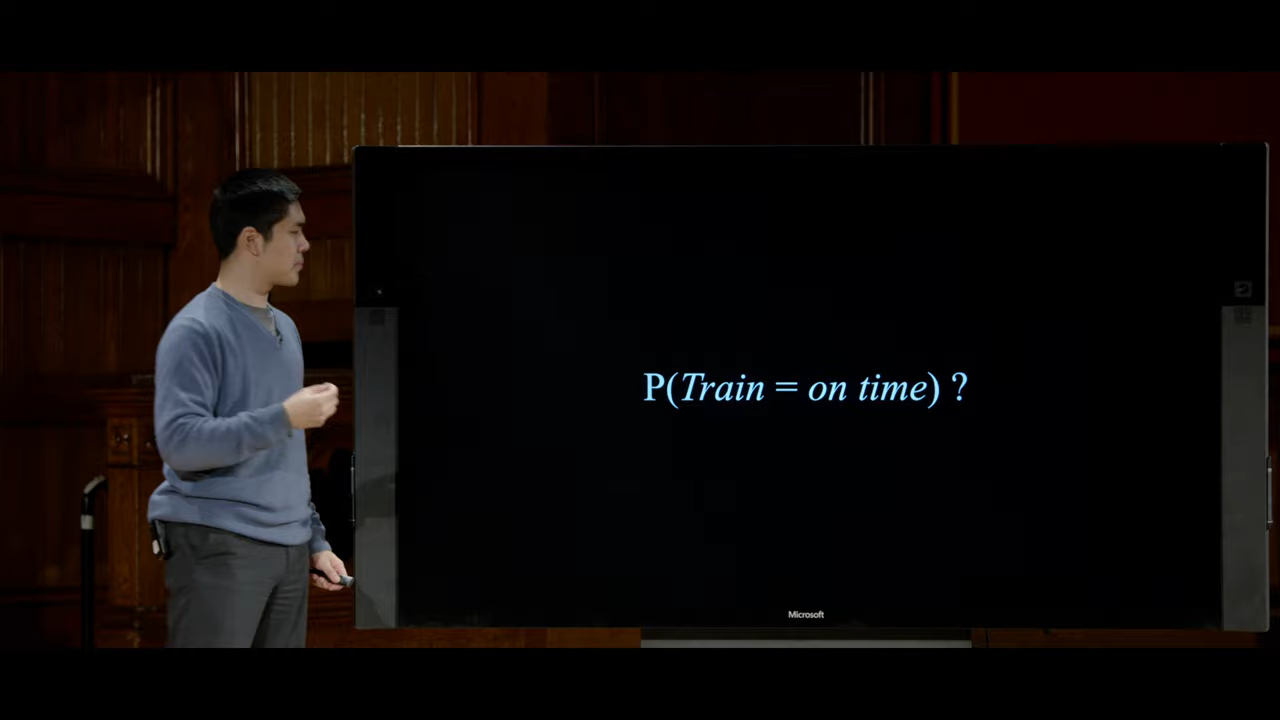 P(Train = on time) ?
Microsoft